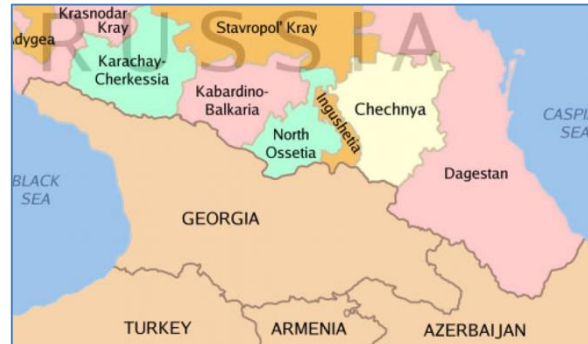 Krasnodar
Kray
Adygea
RUSSIA
Stavropol' Kray
Karachay-
Cherkessia
Kabardino-
Balkaria
North
Ossetia
Ingushetia
Chechnya
Dagestan
CASPI
SEA
BLACK
SEA
GEORGIA
TURKEY
ARMENIA
AZERBAIJAN